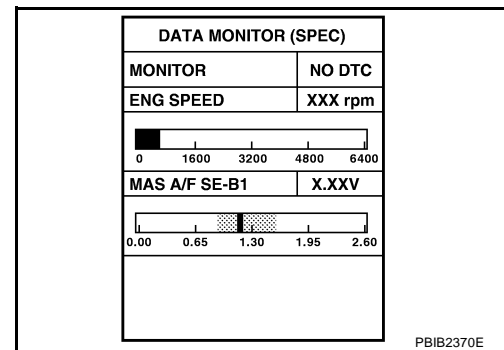 DATA MONITOR (SPEC)
MONITOR NO DTC
ENG SPEED XXX rpm
0 1600 3200 4800 6400
MAS A/F SE-B1 X.XXV
0.00 0.65 1.30 1.95 2.60
PBIB2370E